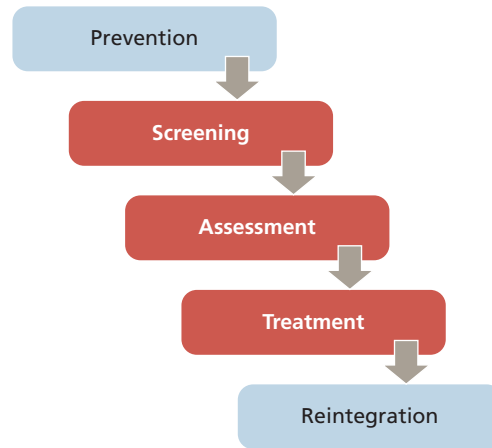 Prevention
Screening
Assessment
Treatment
Reintegration